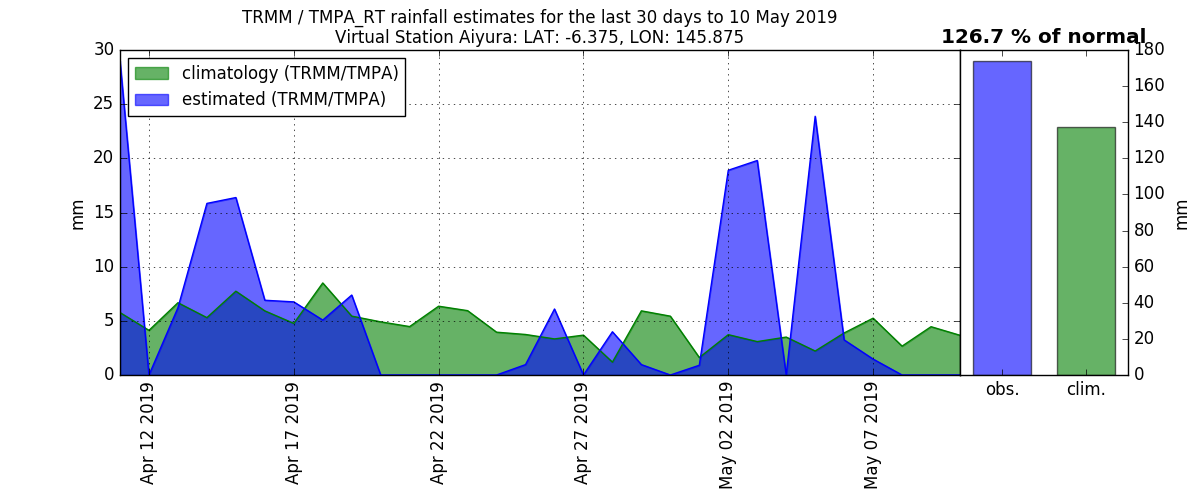 TRMM / TMPA_RT rainfall estimates for the last 30 days to 10 May 2019
Virtual Station Aiyura: LAT: -6.375, LON: 145.875
126.7 % of normal
climatology (TRMM/TMPA)
estimated (TRMM/TMPA)
mm
30
25
20
15
10
5
0
Apr 12 2019
Apr 17 2019
Apr 22 2019
Apr 27 2019
May 02 2019
May 07 2019
180
160
140
120
100
80
60
40
20
0
mm
obs.
clim.